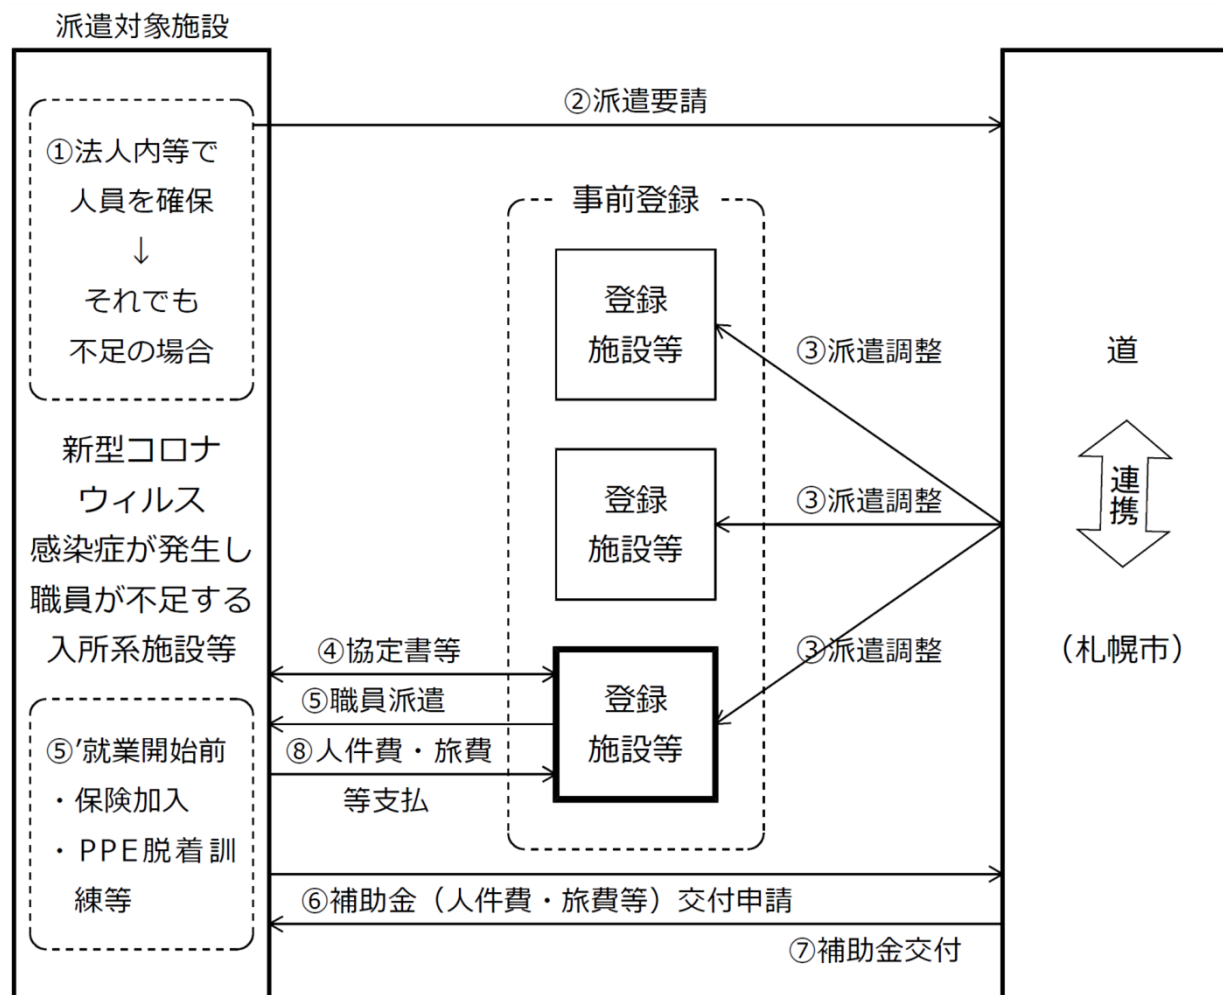 派遣対象施設
①法人内等で
人員を確保
↓
それでも
不足の場合
新型コロナ
ウィルス
感染症が発生し
職員が不足する
入所系施設等
⑤’就業開始前
・保険加入
・PPE脱着訓
練等
②派遣要請
事前登録
登録
施設等
登録
施設等
登録
施設等
③派遣調整
③派遣調整
③派遣調整
④協定書等
⑤職員派遣
⑧人件費・旅費
等支払
⑥補助金（人件費・旅費等）交付申請
⑦補助金交付
道
連携
（札幌市）